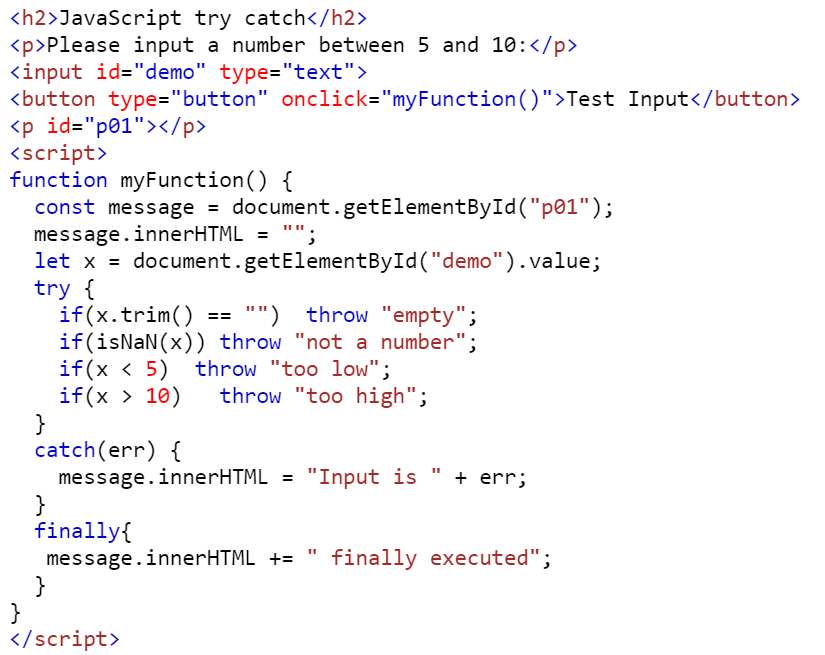 <h2>JavaScript try catch</h2>
<p>Please input a number between 5 and 10:</p>
<input id="demo" type="text">
<button type="button" onclick="myFunction()">Test Input</button>
<p id="p01"></p>
<script>
function myFunction() {
  const message = document.getElementById("p01");
  message.innerHTML = "";
  let x = document.getElementById("demo").value;
  try {
    if(x.trim() == "")  throw "empty";
    if(isNaN(x)) throw "not a number";
    if(x < 5)  throw "too low";
    if(x > 10)   throw "too high";
  }
  catch(err) {
    message.innerHTML = "Input is " + err;
  }
  finally{
   message.innerHTML += " finally executed";
  }
}
</script>